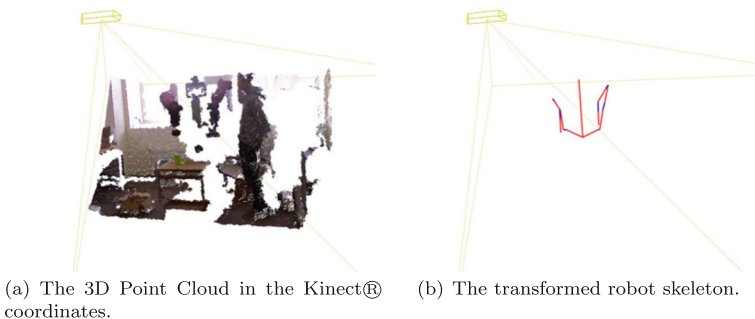 (a) The 3D Point Cloud in the Kinect®
coordinates.
(b) The transformed robot skeleton.